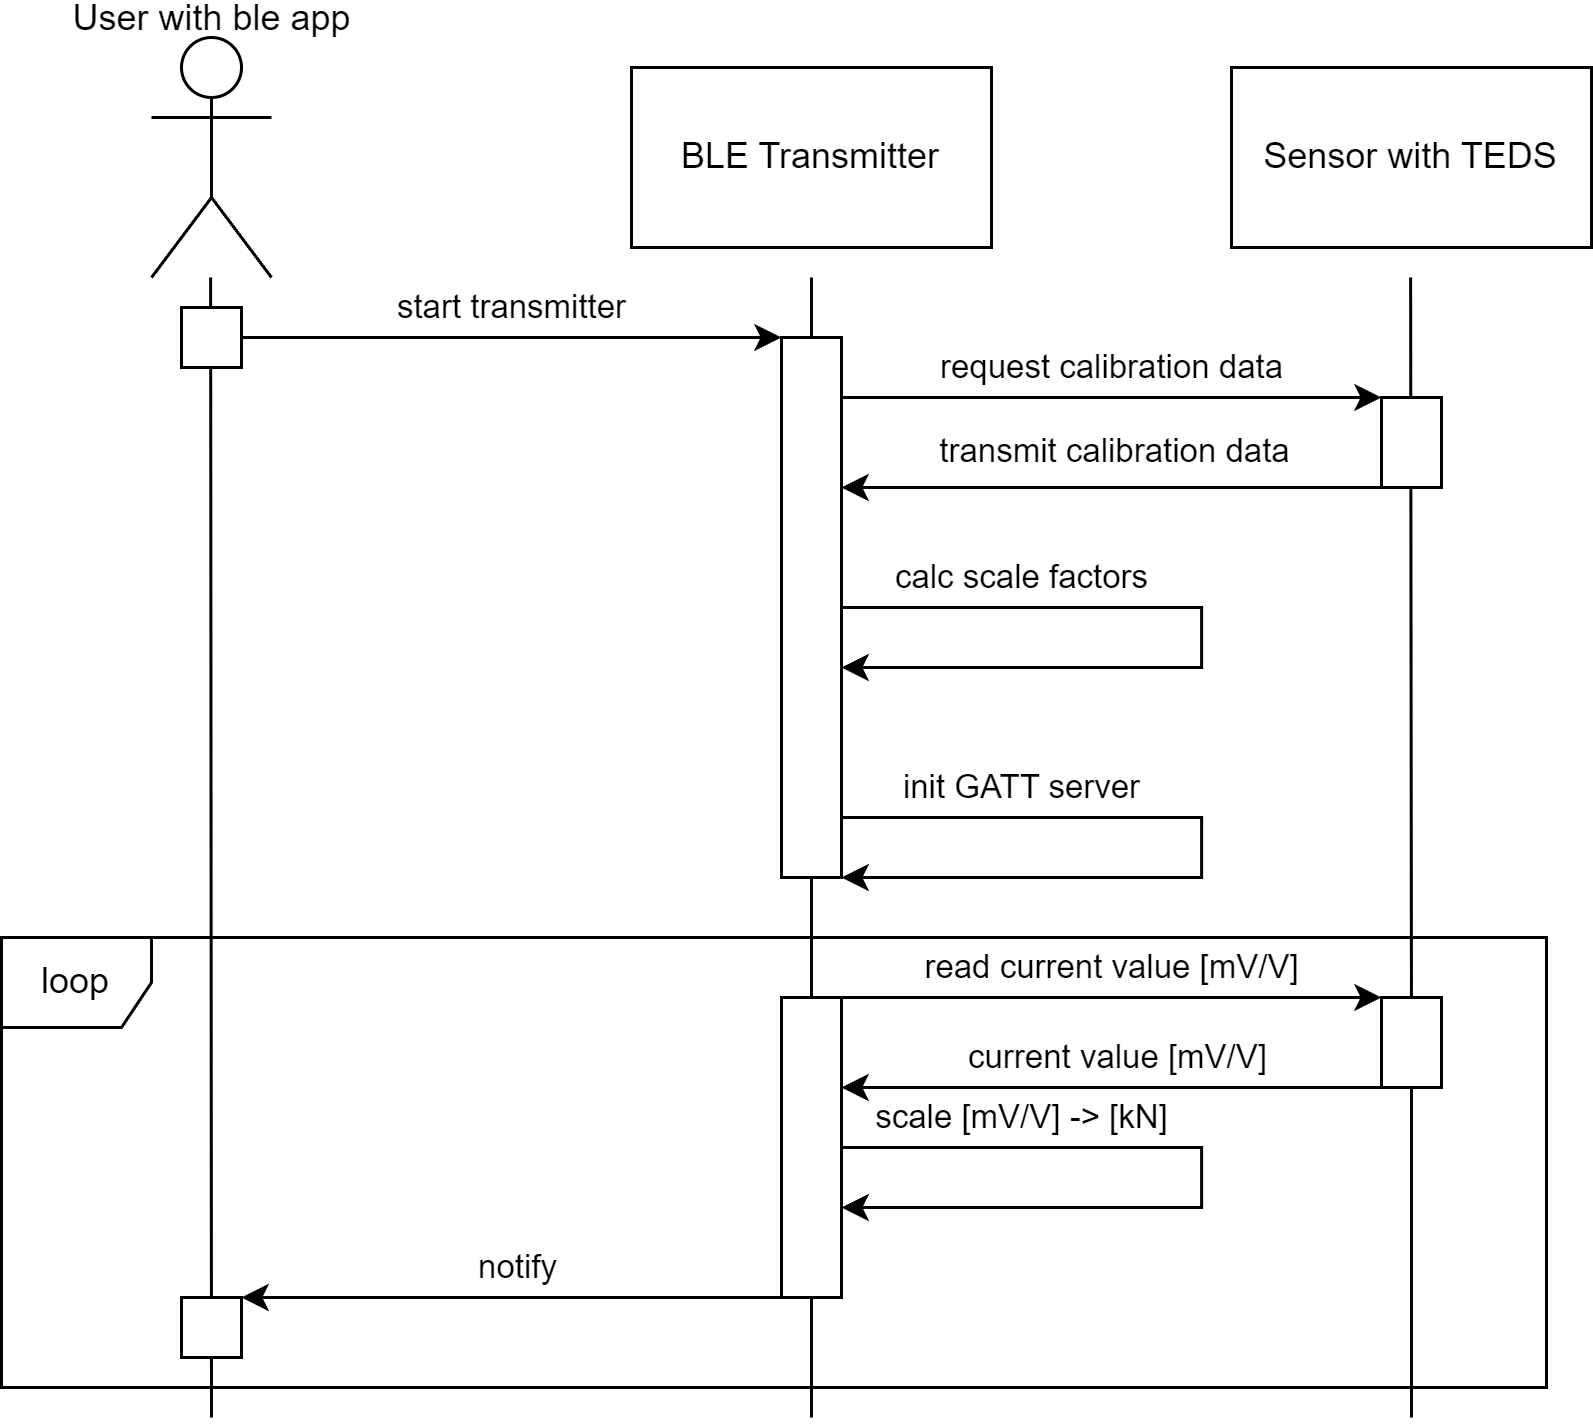 User with ble app
BLE Transmitter
Sensor with TEDS
start transmitter
request calibration data
transmit calibration data
calc scale factors
init GATT server
loop
read current value [mV/V]
current value [mV/V]
scale [mV/V] -> [kN]
notify